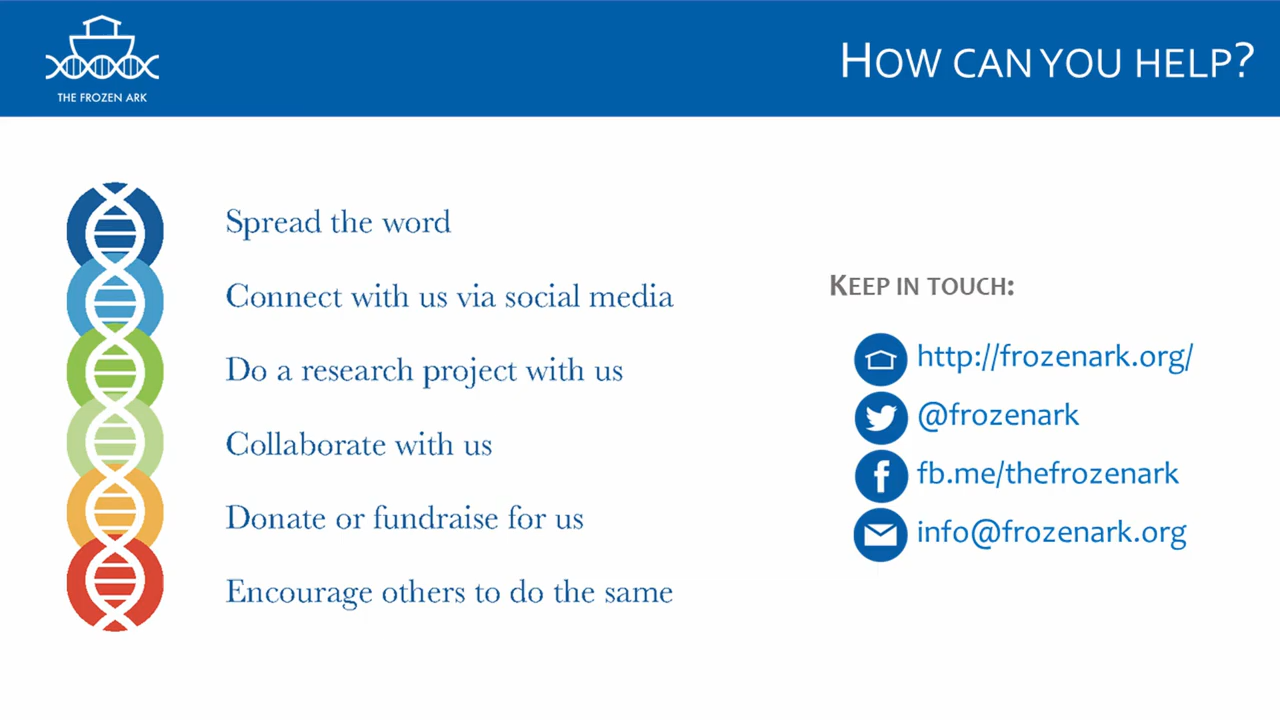 THE FROZEN ARK
HOW CAN YOU HELP?
Spread the word
Connect with us via social media
Do a research project with us
Collaborate with us
Donate or fundraise for us
Encourage others to do the same
KEEP IN TOUCH:
http://frozenark.org/
@frozenark
fb.me/thefrozenark
info@frozenark.org